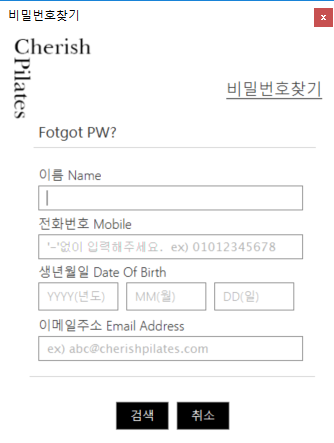 비밀번호찾기
x
Cherish
Pilates
비밀번호찾기
Fotgot PW?
이름 Name
전화번호 Mobile
'-'없이 입력해주세요. ex) 01012345678
생년월일 Date Of Birth
YYYY(년도) MM(월) DD(일)
이메일주소 Email Address
ex) abc@cherishpilates.com
검색 취소